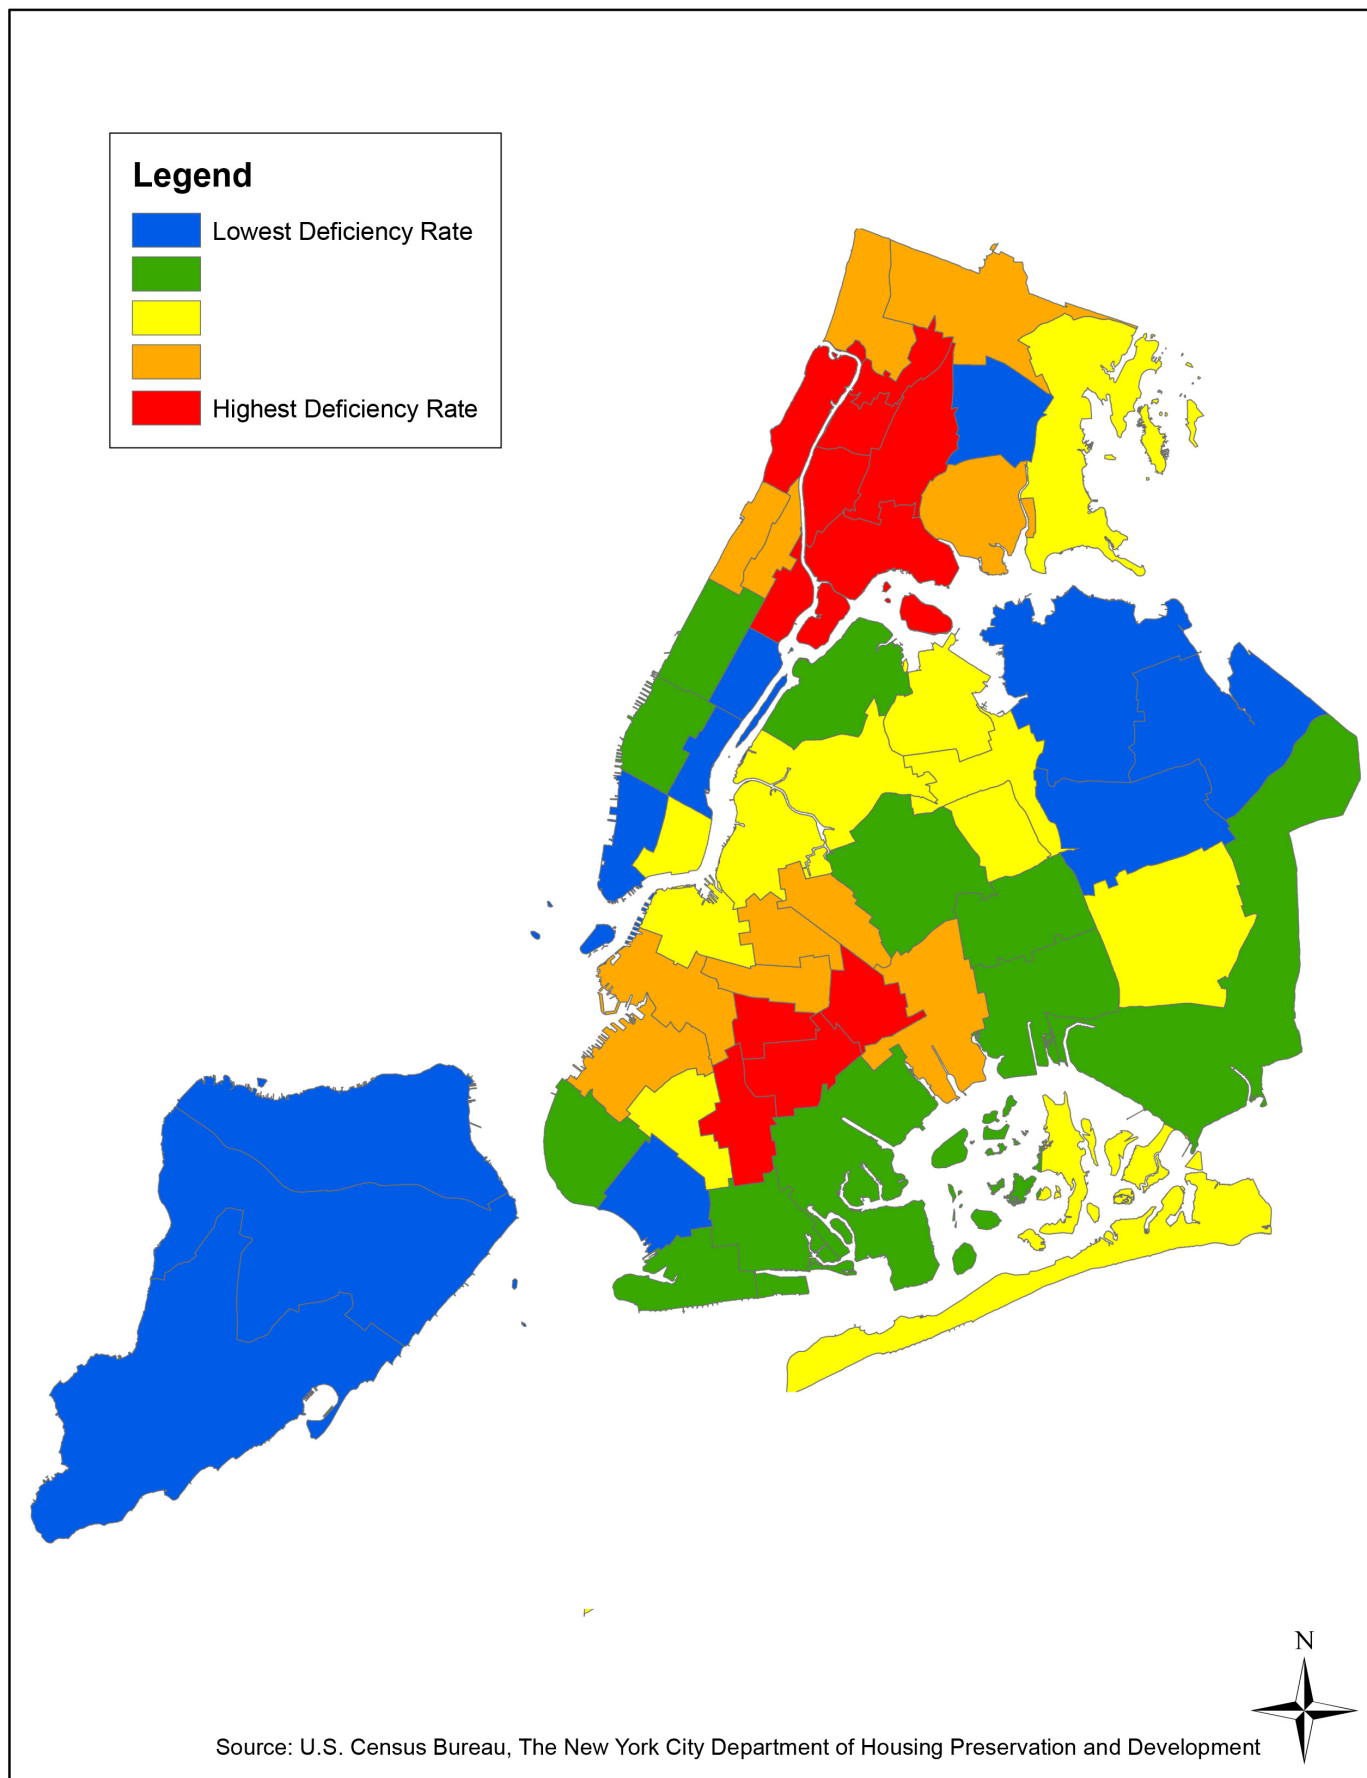 Legend
Lowest Deficiency Rate
Highest Deficiency Rate
N
Source: U.S. Census Bureau, The New York City Department of Housing Preservation and Development